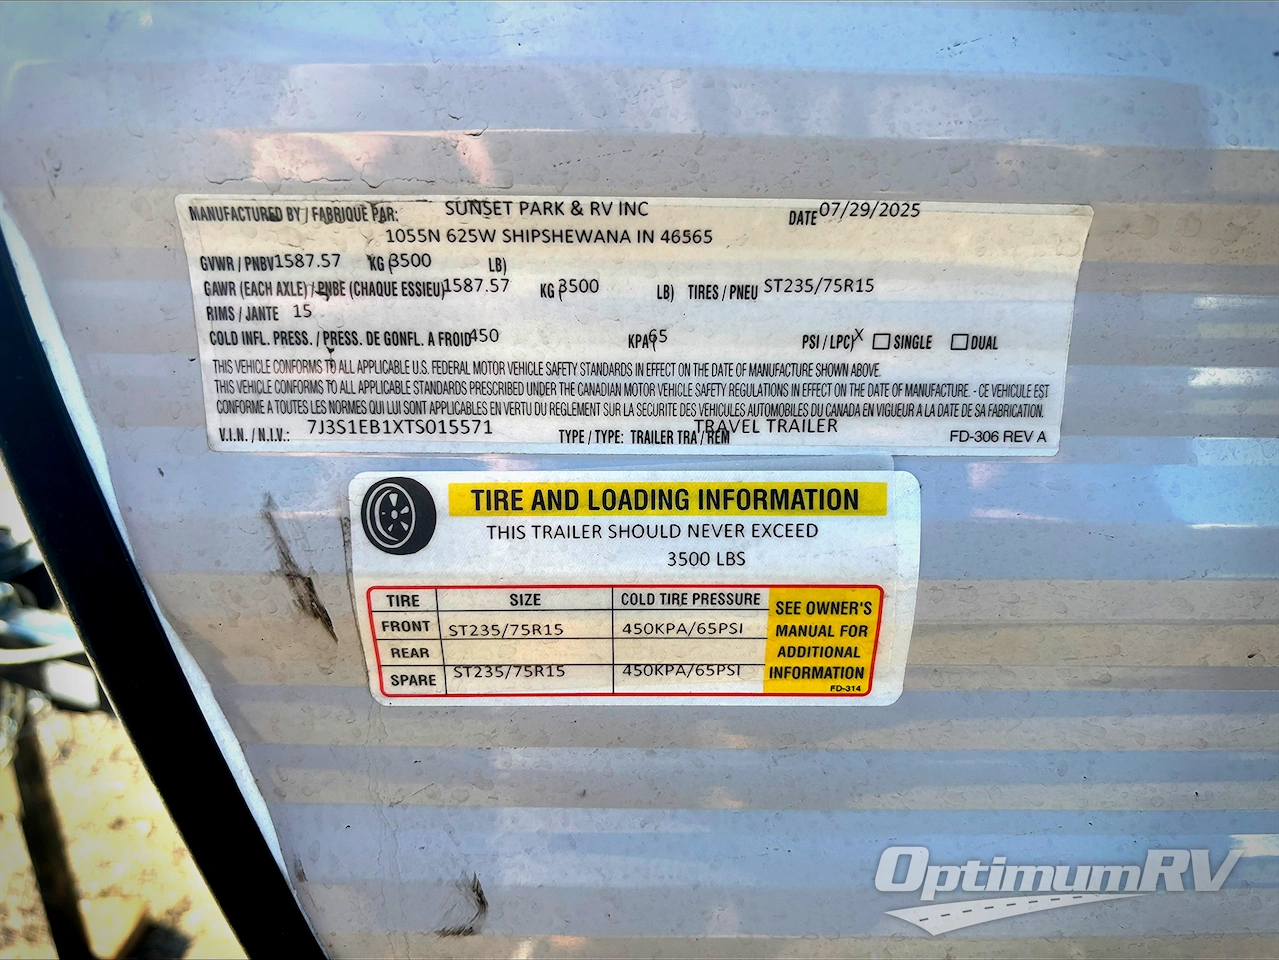 MANUFACTURED BY / FABRIQUE PAR: SUNSET PARK & RV INC DATE 07/29/2025
1055N 625W SHIPSHEWANA IN 46565
GVWR / PNBV 1587.57 KG (3500 LB)
GAWR (EACH AXLE) / PNBE (CHAQUE ESSIEU) 1587.57 KG (3500 LB) TIRES / PNEU ST235/75R15
RIMS / JANTE 15
COLD INFL. PRESS. / PRESS. DE GONFL. A FROID 450 KPA (65 PSI / LPC) X ☐ SINGLE ☐ DUAL
THIS VEHICLE CONFORMS TO ALL APPLICABLE U.S. FEDERAL MOTOR VEHICLE SAFETY STANDARDS IN EFFECT ON THE DATE OF MANUFACTURE SHOWN ABOVE.
THIS VEHICLE CONFORMS TO ALL APPLICABLE STANDARDS PRESCRIBED UNDER THE CANADIAN MOTOR VEHICLE SAFETY REGULATIONS IN EFFECT ON THE DATE OF MANUFACTURE. - CE VEHICULE EST
CONFORME A TOUTES LES NORMES QUI LUI SONT APPLICABLES EN VERTU DU REGLEMENT SUR LA SECURITE DES VEHICULES AUTOMOBILES DU CANADA EN VIGUEUR A LA DATE DE SA FABRICATION.
V.I.N. / N.I.V.: 7J3S1EB1XTS015571 TYPE / TYPE: TRAILER TRA / REM TRAVEL TRAILER FD-306 REV A
TIRE AND LOADING INFORMATION
THIS TRAILER SHOULD NEVER EXCEED
3500 LBS
TIRE SIZE COLD TIRE PRESSURE
FRONT ST235/75R15 450KPA/65PSI
REAR
SPARE ST235/75R15 450KPA/65PSI
SEE OWNER'S
MANUAL FOR
ADDITIONAL
INFORMATION
FD-314
OptimumRV